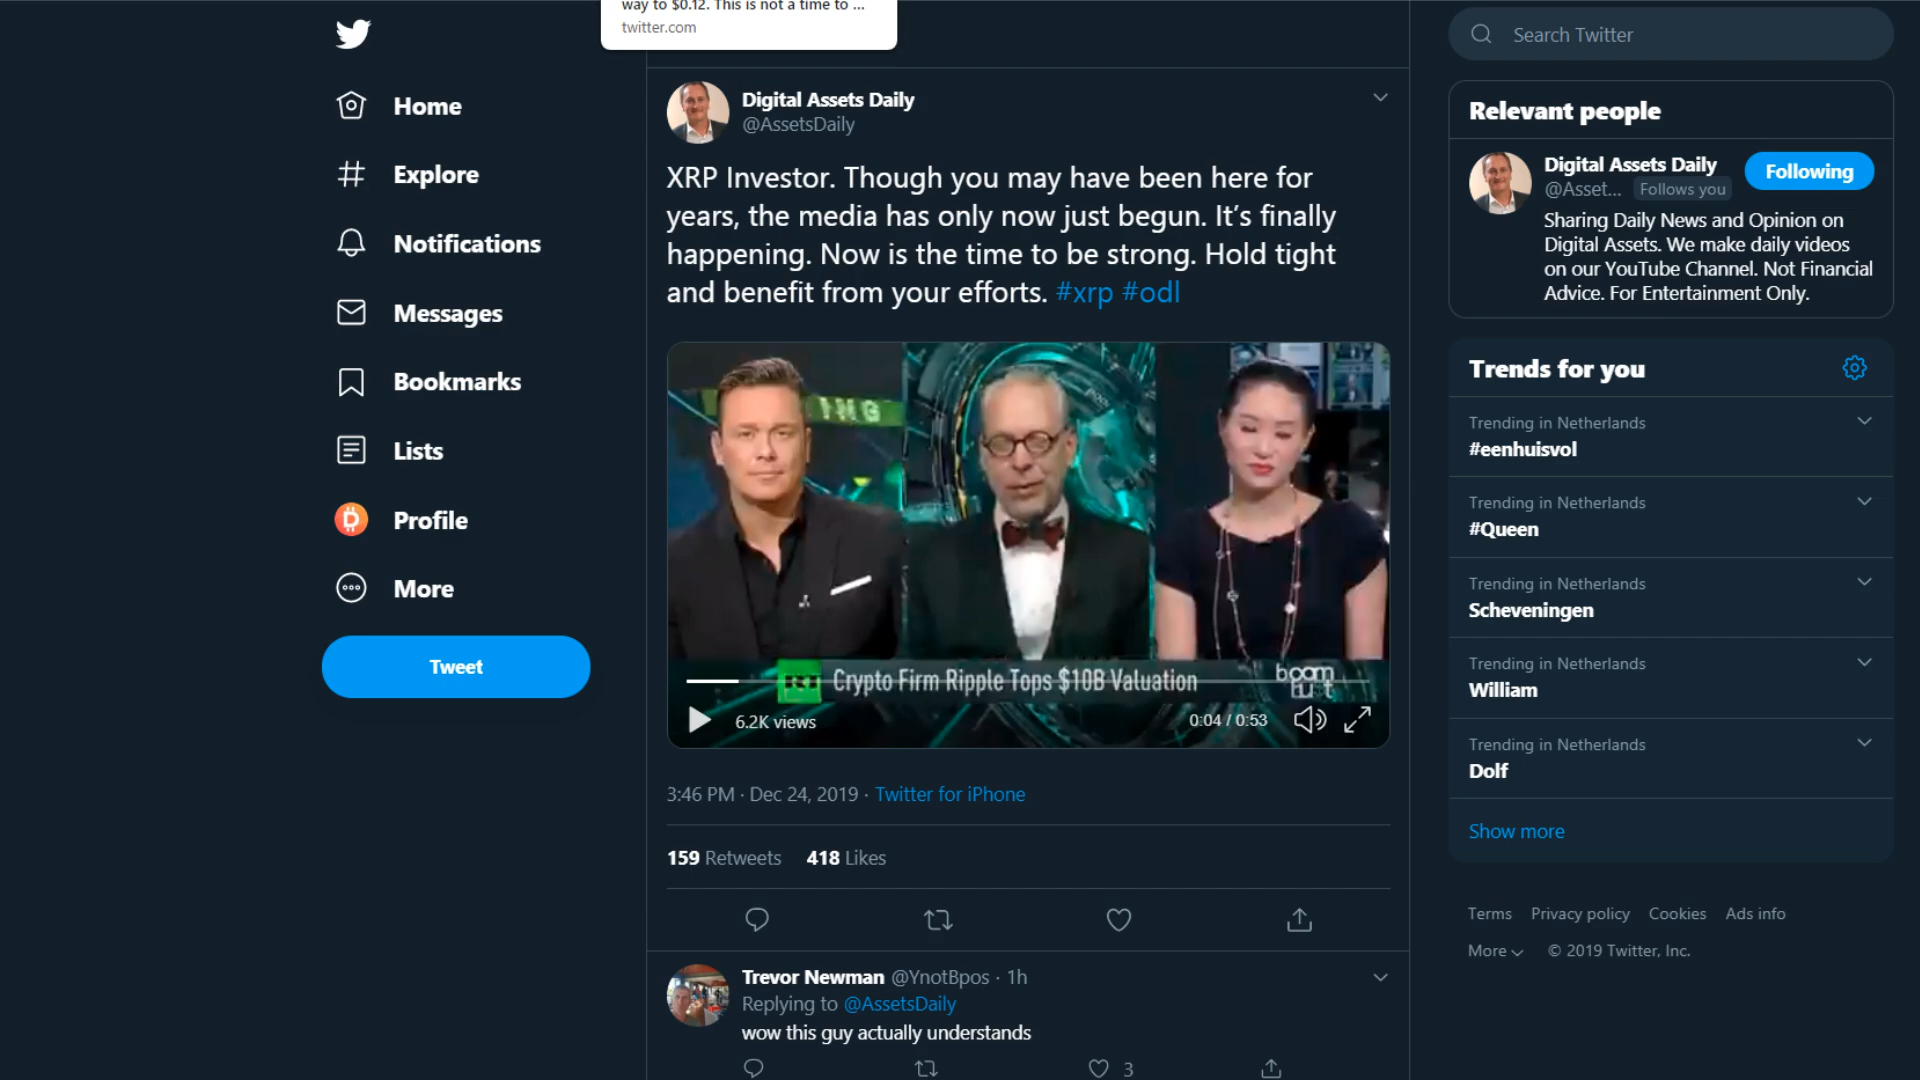 way to $0.12. This is not a time to ...
twitter.com
Search Twitter
Home
Explore
Notifications
Messages
Bookmarks
Lists
Profile
More
Tweet
Digital Assets Daily
@AssetsDaily
XRP Investor. Though you may have been here for
years, the media has only now just begun. It’s finally
happening. Now is the time to be strong. Hold tight
and benefit from your efforts. #xrp #odl
RT Crypto Firm Ripple Tops $10B Valuation
boom
bust
6.2K views
0:04 / 0:53
3:46 PM · Dec 24, 2019 · Twitter for iPhone
159 Retweets 418 Likes
Trevor Newman @YnotBpos · 1h
Replying to @AssetsDaily
wow this guy actually understands
3
Relevant people
Digital Assets Daily
@Asset... Follows you
Following
Sharing Daily News and Opinion on
Digital Assets. We make daily videos
on our YouTube Channel. Not Financial
Advice. For Entertainment Only.
Trends for you
Trending in Netherlands
#eenhuisvol
Trending in Netherlands
#Queen
Trending in Netherlands
Scheveningen
Trending in Netherlands
William
Trending in Netherlands
Dolf
Show more
Terms Privacy policy Cookies Ads info
More © 2019 Twitter, Inc.